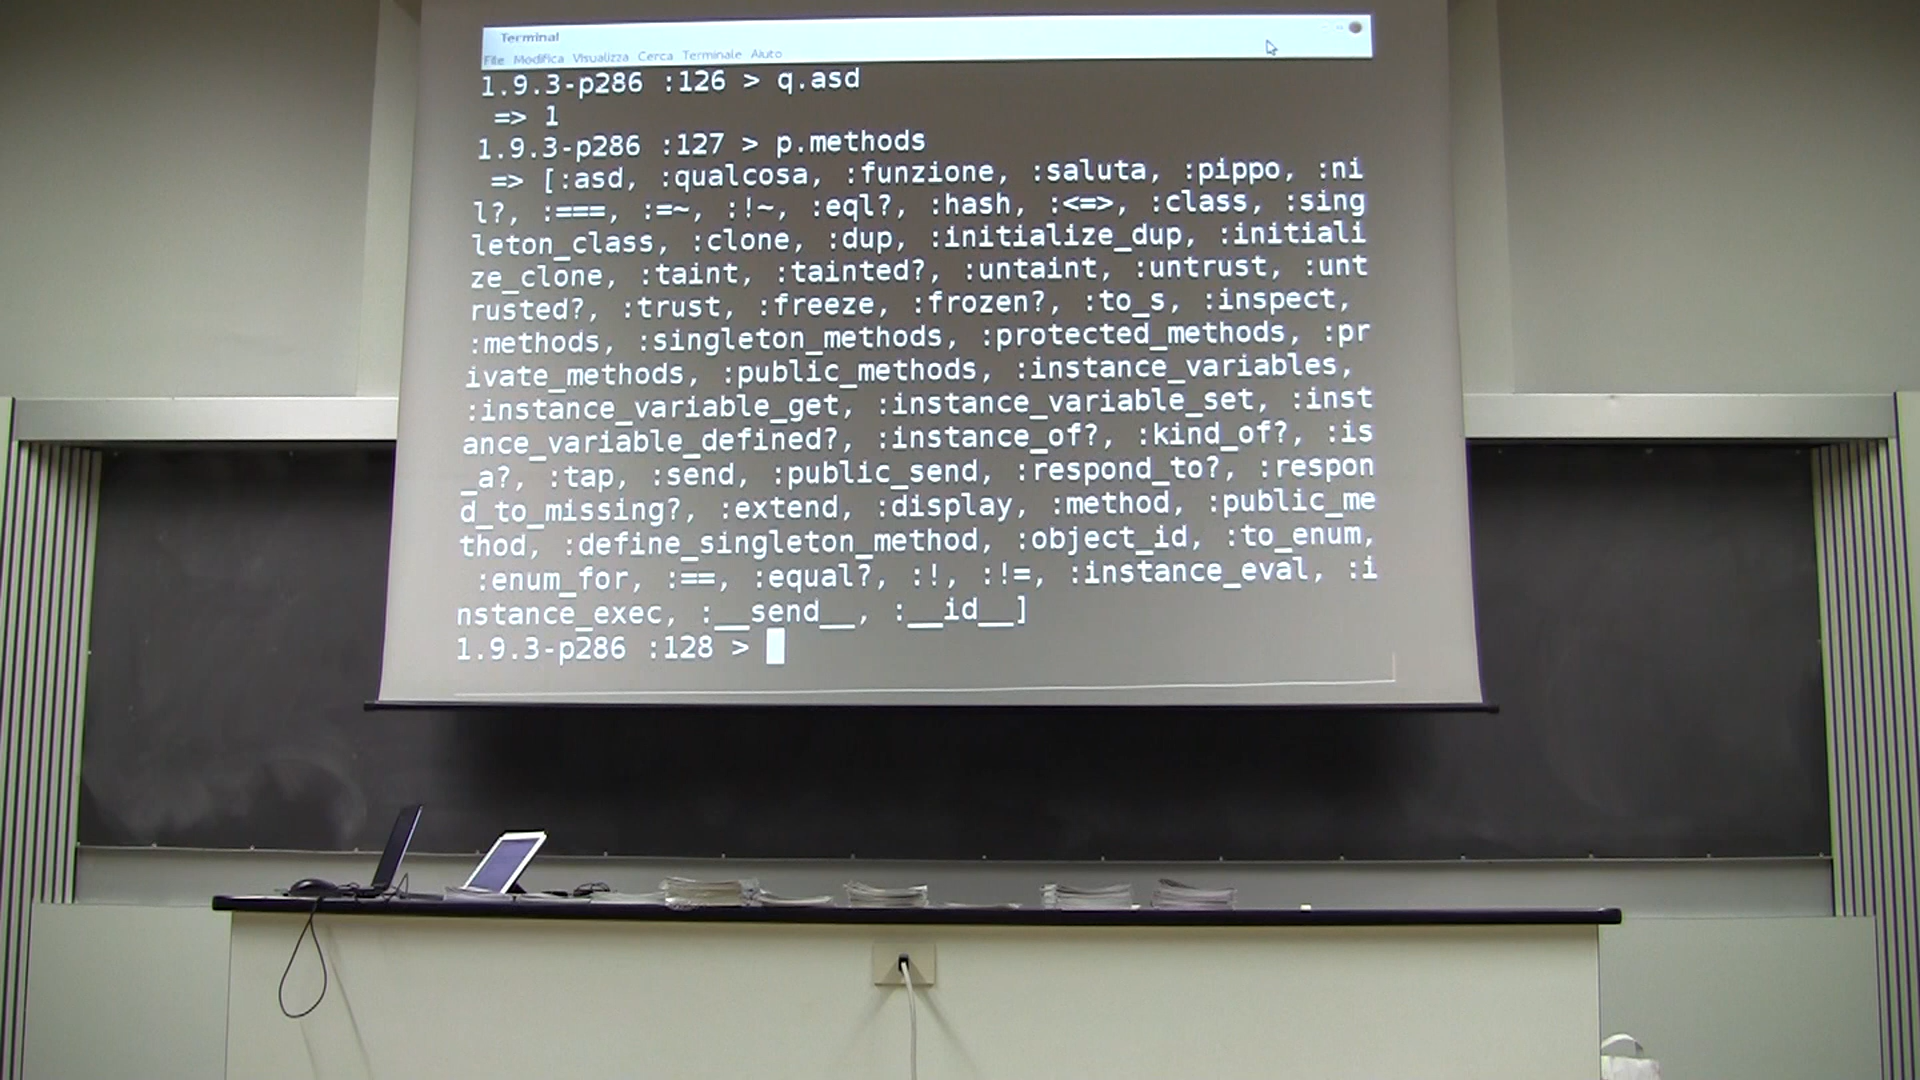 Terminal
File Modifica Visualizza Cerca Terminale Aiuto
1.9.3-p286 :126 > q.asd
=> 1
1.9.3-p286 :127 > p.methods
=> [:asd, :qualcosa, :funzione, :saluta, :pippo, :ni
l?, :===, :=~, :!~, :eql?, :hash, :<=>, :class, :sing
leton_class, :clone, :dup, :initialize_dup, :initiali
ze_clone, :taint, :tainted?, :untaint, :untrust, :unt
rusted?, :trust, :freeze, :frozen?, :to_s, :inspect,
:methods, :singleton_methods, :protected_methods, :pr
ivate_methods, :public_methods, :instance_variables,
:instance_variable_get, :instance_variable_set, :inst
ance_variable_defined?, :instance_of?, :kind_of?, :is
_a?, :tap, :send, :public_send, :respond_to?, :respon
d_to_missing?, :extend, :display, :method, :public_me
thod, :define_singleton_method, :object_id, :to_enum,
:enum_for, :==, :equal?, :!, :!=, :instance_eval, :i
nstance_exec, :__send__, :__id__]
1.9.3-p286 :128 >